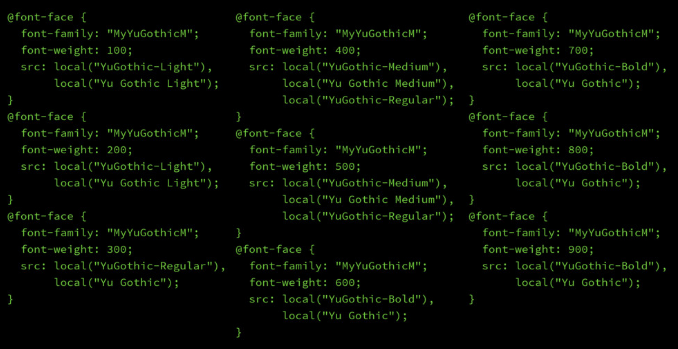 @font-face {
  font-family: "MyYuGothicM";
  font-weight: 100;
  src: local("YuGothic-Light"),
       local("Yu Gothic Light");
}
@font-face {
  font-family: "MyYuGothicM";
  font-weight: 200;
  src: local("YuGothic-Light"),
       local("Yu Gothic Light");
}
@font-face {
  font-family: "MyYuGothicM";
  font-weight: 300;
  src: local("YuGothic-Regular"),
       local("Yu Gothic");
}
@font-face {
  font-family: "MyYuGothicM";
  font-weight: 400;
  src: local("YuGothic-Medium"),
       local("Yu Gothic Medium"),
       local("YuGothic-Regular");
}
@font-face {
  font-family: "MyYuGothicM";
  font-weight: 500;
  src: local("YuGothic-Medium"),
       local("Yu Gothic Medium"),
       local("YuGothic-Regular");
}
@font-face {
  font-family: "MyYuGothicM";
  font-weight: 600;
  src: local("YuGothic-Bold"),
       local("Yu Gothic");
}
@font-face {
  font-family: "MyYuGothicM";
  font-weight: 700;
  src: local("YuGothic-Bold"),
       local("Yu Gothic");
}
@font-face {
  font-family: "MyYuGothicM";
  font-weight: 800;
  src: local("YuGothic-Bold"),
       local("Yu Gothic");
}
@font-face {
  font-family: "MyYuGothicM";
  font-weight: 900;
  src: local("YuGothic-Bold"),
       local("Yu Gothic");
}